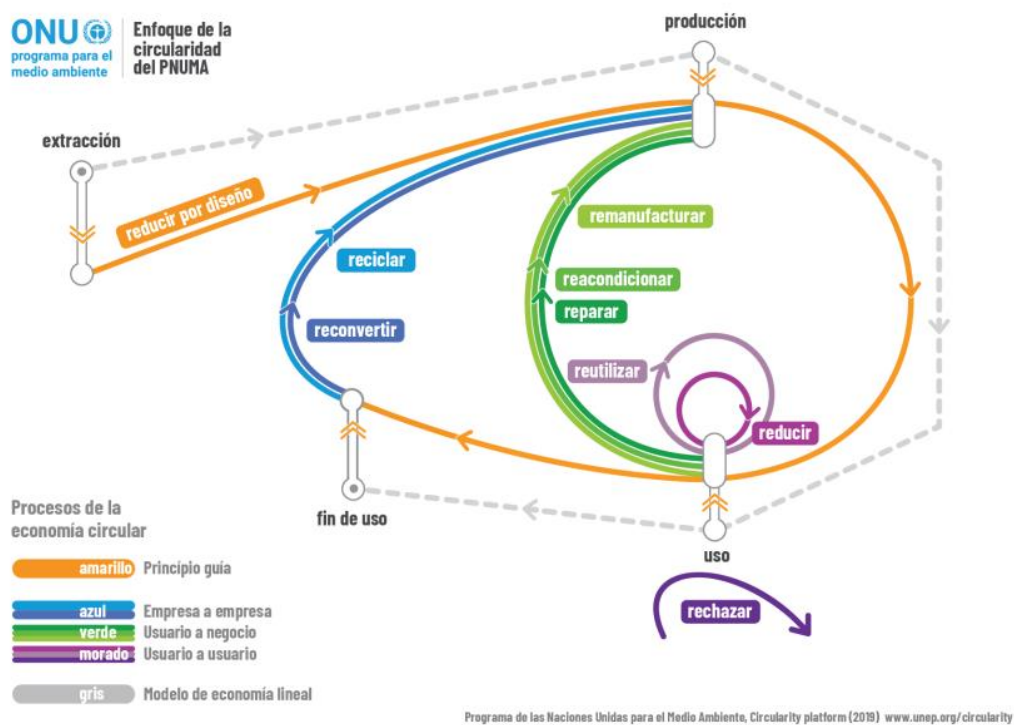 ONU
programa para el
medio ambiente
Enfoque de la
circularidad
del PNUMA
producción
extracción
reducir por diseño
remanufacturar
reciclar
reacondicionar
reparar
reconvertir
reutilizar
reducir
fin de uso
uso
rechazar
Procesos de la
economía circular
amarillo Principio guía
azul Empresa a empresa
verde Usuario a negocio
morado Usuario a usuario
gris Modelo de economía lineal
Programa de las Naciones Unidas para el Medio Ambiente, Circularity platform (2019) www.unep.org/circularity